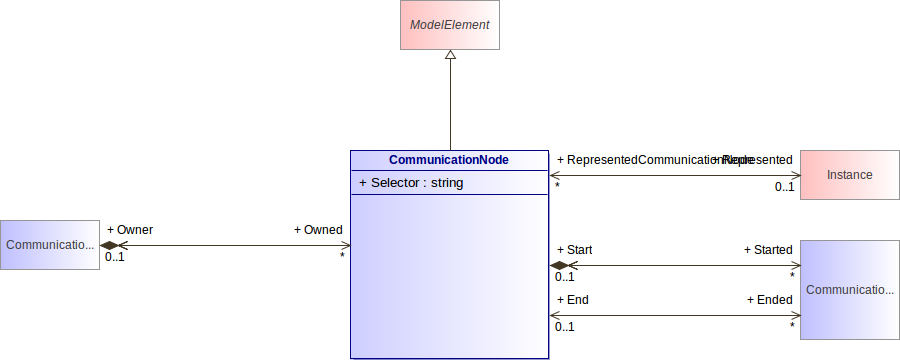 ModelElement
CommunicationNode
+ Selector : string
+ RepresentedCommunicationNode
+ Represented
*
0..1
Instance
Communicatio...
+ Owner
+ Owned
0..1
*
+ Start
+ Started
0..1
*
Communicatio...
+ End
+ Ended
0..1
*